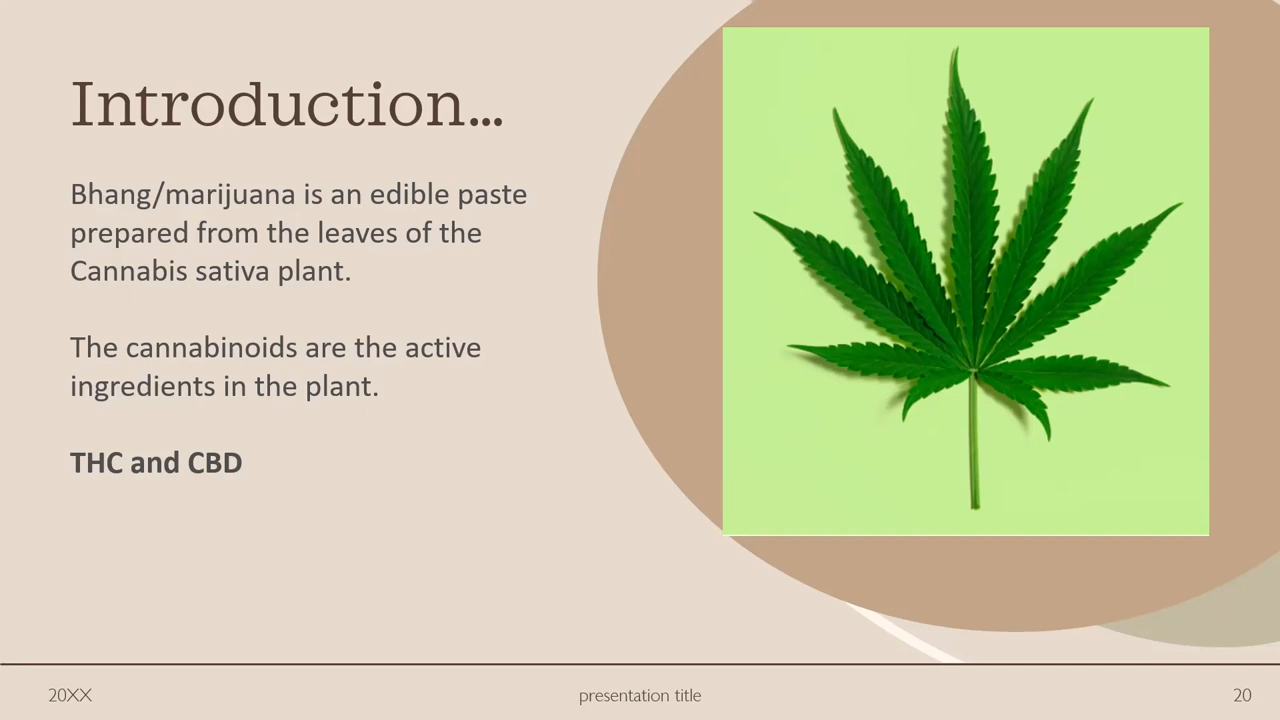 Introduction...
Bhang/marijuana is an edible paste
prepared from the leaves of the
Cannabis sativa plant.
The cannabinoids are the active
ingredients in the plant.
THC and CBD
20XX
presentation title
20